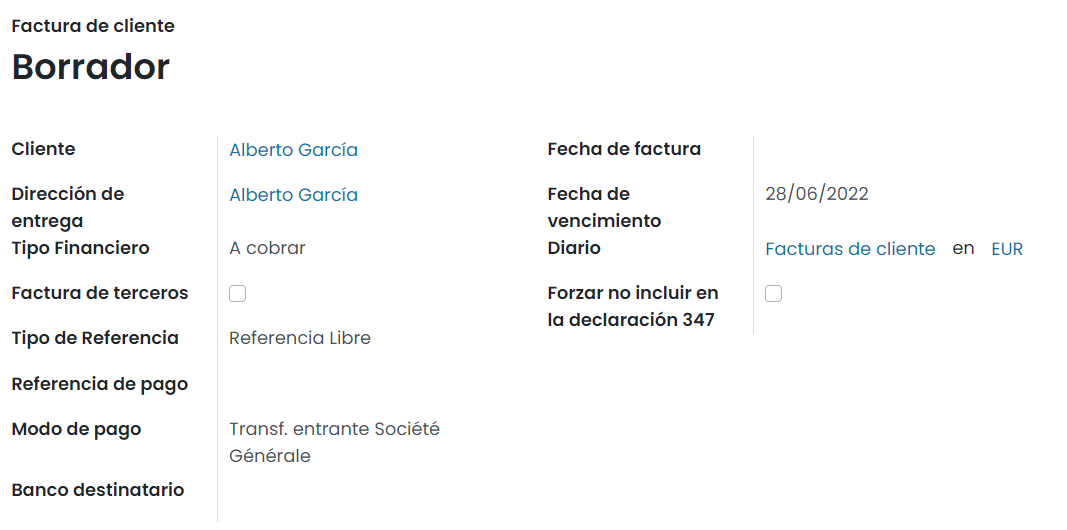 Factura de cliente
Borrador
Cliente
Alberto García
Dirección de
entrega
Alberto García
Tipo Financiero
A cobrar
Factura de terceros
Tipo de Referencia
Referencia Libre
Referencia de pago
Modo de pago
Transf. entrante Société
Générale
Banco destinatario
Fecha de factura
Fecha de
vencimiento
28/06/2022
Diario
Facturas de cliente en EUR
Forzar no incluir en
la declaración 347